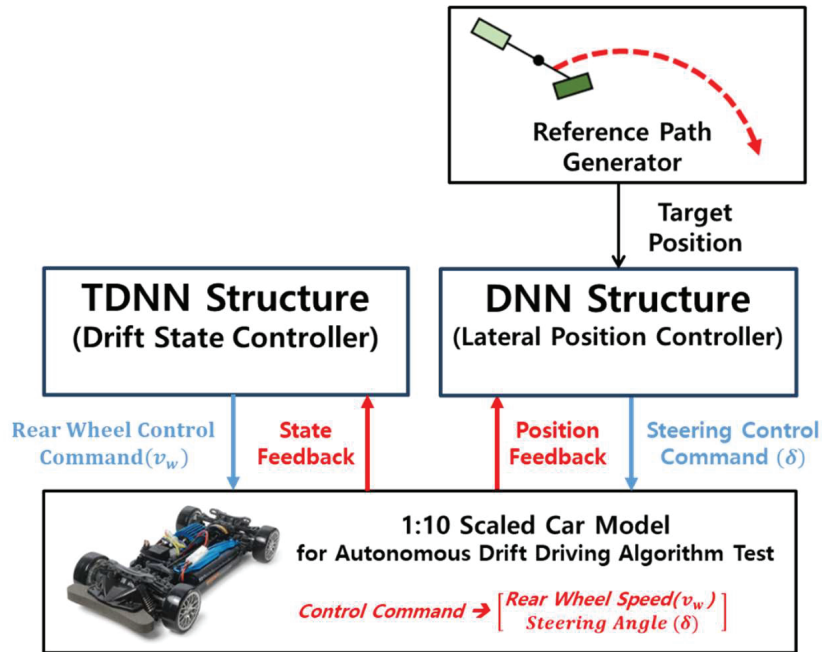 Reference Path
Generator
Target
Position
TDNN Structure
(Drift State Controller)
DNN Structure
(Lateral Position Controller)
Rear Wheel Control
Command(v_w)
State
Feedback
Position
Feedback
Steering Control
Command (δ)
1:10 Scaled Car Model
for Autonomous Drift Driving Algorithm Test
Control Command → [Rear Wheel Speed(v_w)
Steering Angle (δ)]